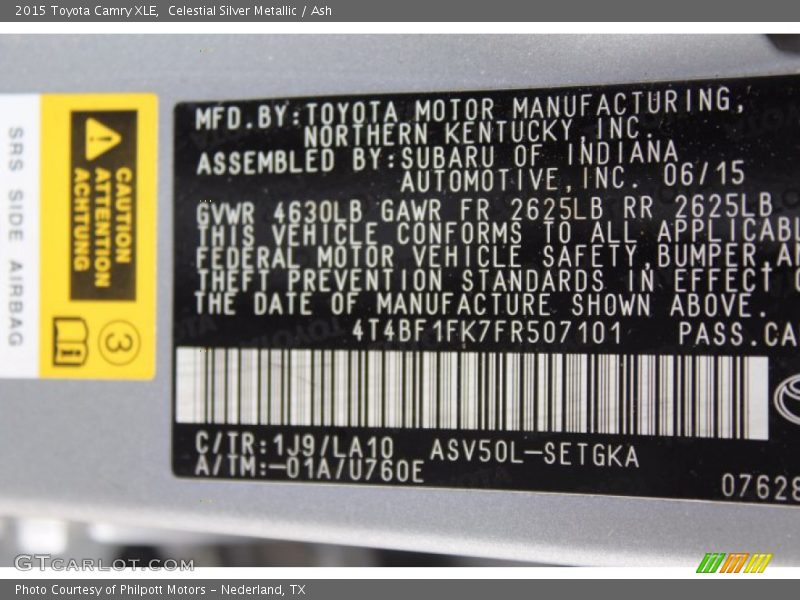 2015 Toyota Camry XLE,  Celestial Silver Metallic / Ash
SRS SIDE AIRBAG
CAUTION
ATTENTION
ACHTUNG
3
MFD.BY:TOYOTA MOTOR MANUFACTURING,
NORTHERN KENTUCKY,INC.
ASSEMBLED BY:SUBARU OF INDIANA
AUTOMOTIVE,INC. 06/15
GVWR 4630LB GAWR FR 2625LB RR 2625LB
THIS VEHICLE CONFORMS TO ALL APPLICABL
FEDERAL MOTOR VEHICLE SAFETY,BUMPER,AN
THEFT PREVENTION STANDARDS IN EFFECT O
THE DATE OF MANUFACTURE SHOWN ABOVE.
4T4BF1FK7FR507101 PASS.CA
C/TR:1J9/LA10 ASV50L-SETGKA
A/TM:-01A/U760E
07628
GTCARLOT.COM
Photo Courtesy of Philpott Motors - Nederland, TX